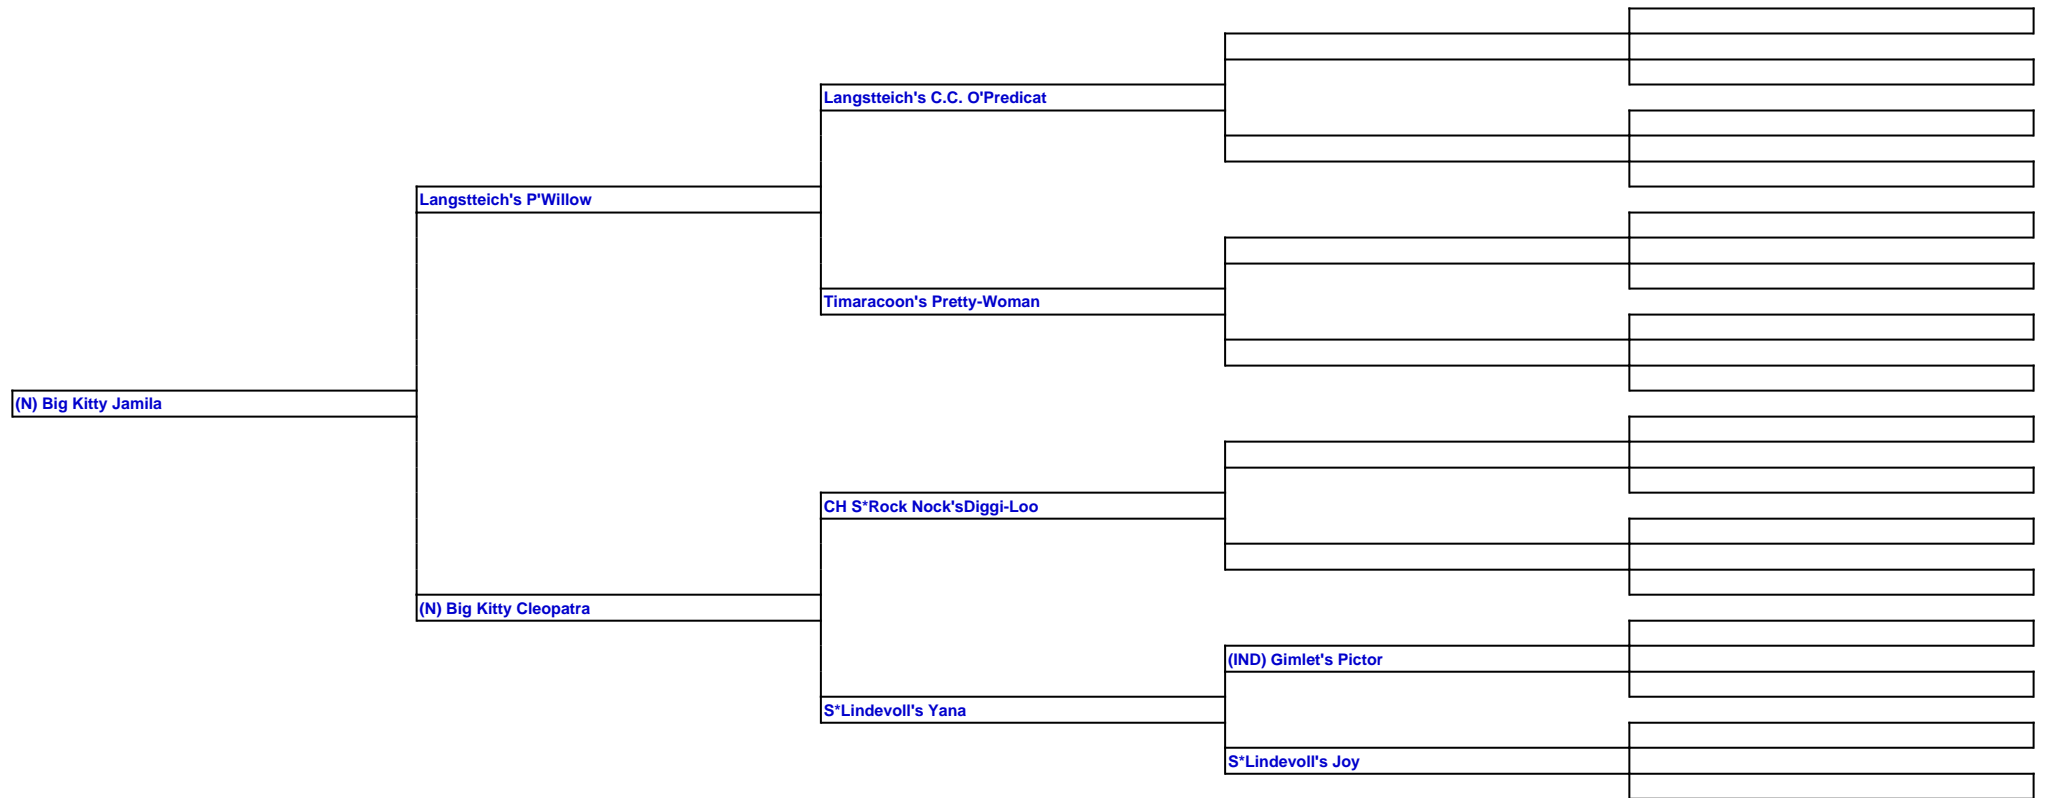 Langstteich's C.C. O'Predicat
Langstteich's P'Willow
Timaracoon's Pretty-Woman
(N) Big Kitty Jamila
CH S*Rock Nock'sDiggi-Loo
(N) Big Kitty Cleopatra
(IND) Gimlet's Pictor
S*Lindevoll's Yana
S*Lindevoll's Joy